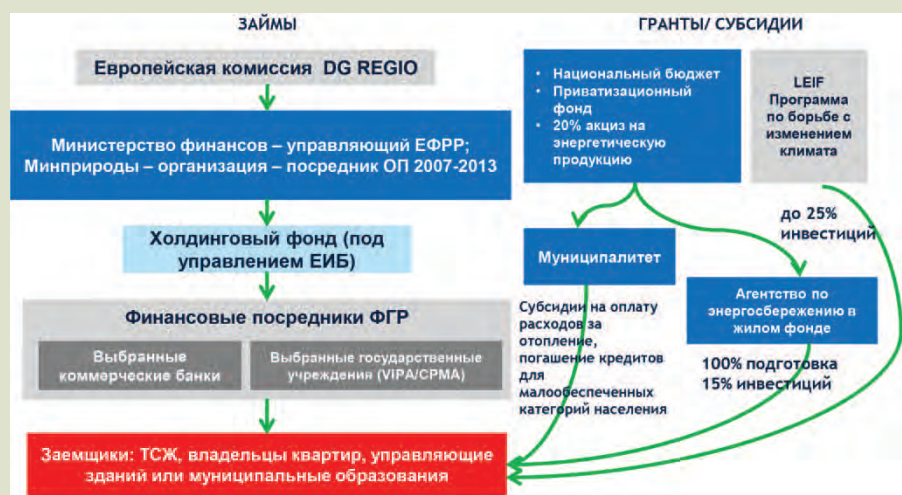 ЗАЙМЫ
Европейская комиссия DG REGIO
Министерство финансов – управляющий ЕФРР;
Минприроды – организация – посредник ОП 2007-2013
Холдинговый фонд (под
управлением ЕИБ)
Финансовые посредники ФГР
Выбранные
коммерческие банки
Выбранные государственные
учреждения (VIPA/CPMA)
Заемщики: ТСЖ, владельцы квартир, управляющие
зданий или муниципальные образования
ГРАНТЫ/ СУБСИДИИ
• Национальный бюджет
• Приватизационный
фонд
• 20% акциз на
энергетическую
продукцию
LEIF
Программа
по борьбе с
изменением
климата
до 25%
инвестиций
Муниципалитет
Агентство по
энергосбережению в
жилом фонде
Субсидии на оплату
расходов за
отопление,
погашение кредитов
для
малообеспеченных
категорий населения
100% подготовка
15% инвестиций